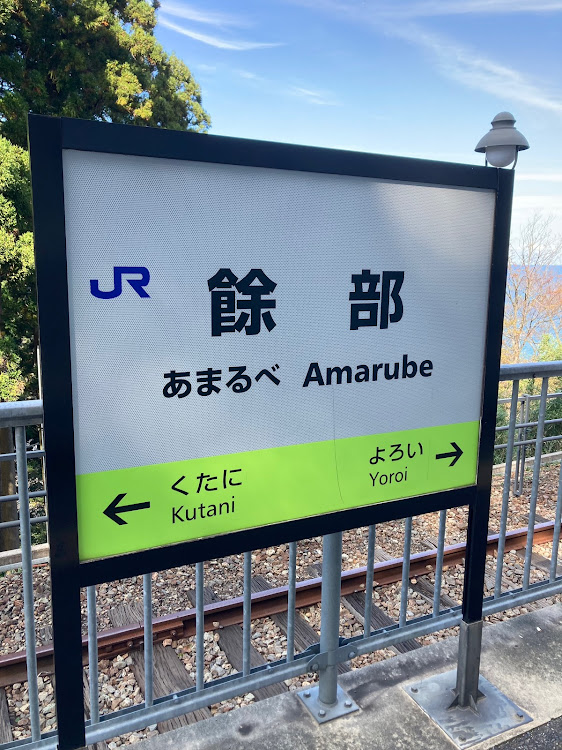 JR 餘部
あまるべ Amarube
← くたに
Kutani
よろい →
Yoroi